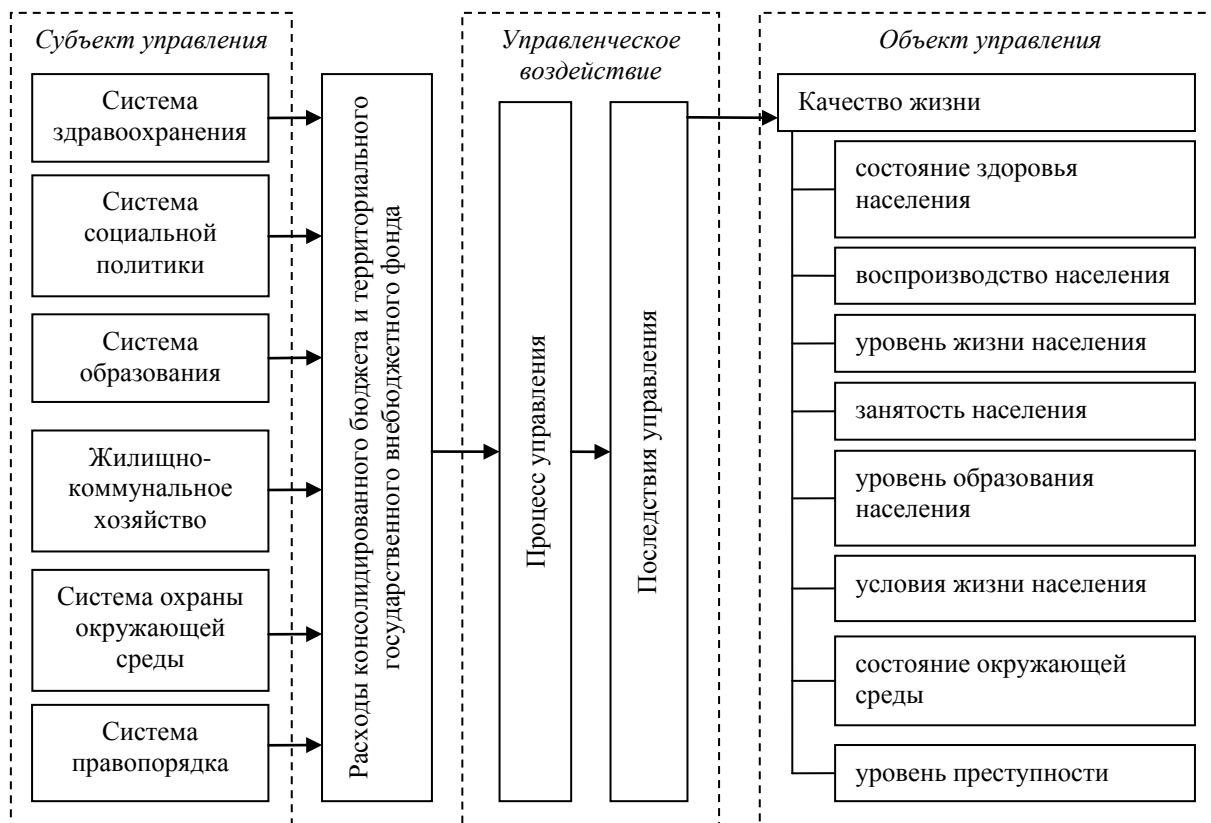 Субъект управления
Система
здравоохранения
Система
социальной
политики
Система
образования
Жилищно-
коммунальное
хозяйство
Система охраны
окружающей
среды
Система
правопорядка
Расходы консолидированного бюджета и территориального
государственного внебюджетного фонда
Управленческое
воздействие
Процесс управления
Последствия управления
Объект управления
Качество жизни
состояние здоровья
населения
воспроизводство населения
уровень жизни населения
занятость населения
уровень образования
населения
условия жизни населения
состояние окружающей
среды
уровень преступности